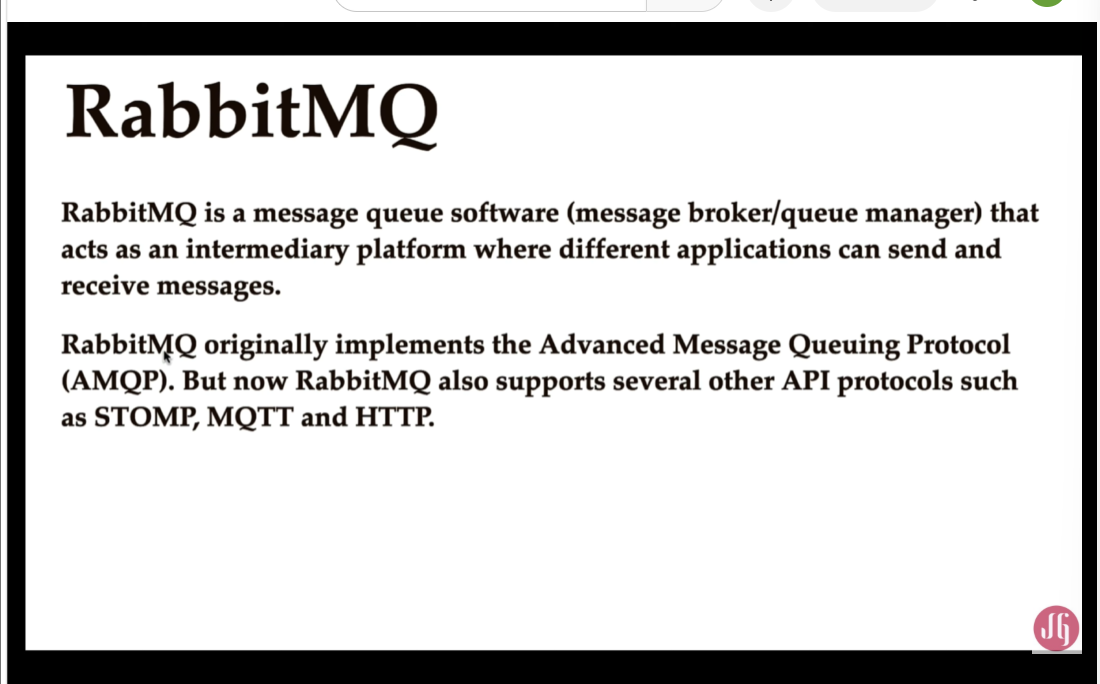 RabbitMQ
RabbitMQ is a message queue software (message broker/queue manager) that
acts as an intermediary platform where different applications can send and
receive messages.
RabbitMQ originally implements the Advanced Message Queuing Protocol
(AMQP). But now RabbitMQ also supports several other API protocols such
as STOMP, MQTT and HTTP.
JG